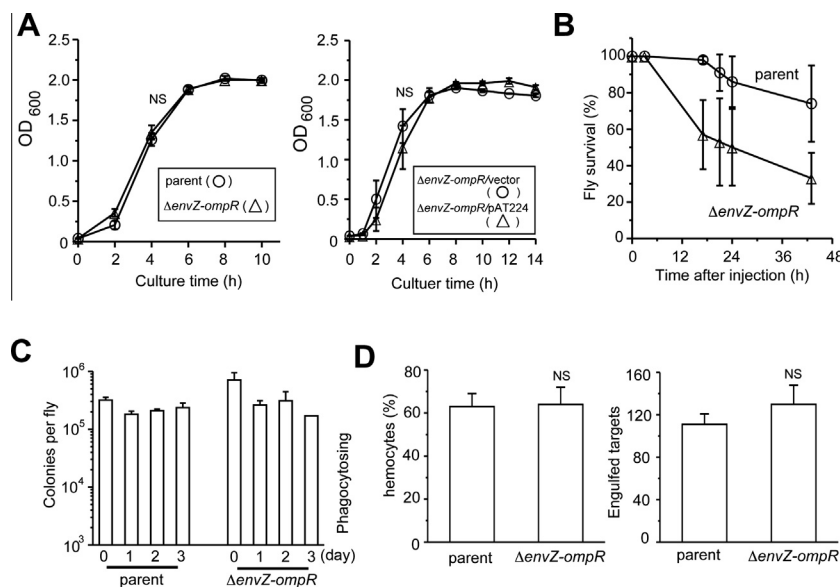 A
OD600
2.5
2.0
1.5
1.0
0.5
0
NS
parent (○)
ΔenvZ-ompR (△)
0 2 4 6 8 10
Culture time (h)
OD600
2.5
2.0
1.5
1.0
0.5
0
NS
ΔenvZ-ompR/vector
(○)
ΔenvZ-ompR/pAT224
(△)
0 2 4 6 8 10 12 14
Cultuer time (h)
B
Fly survival (%)
100
80
60
40
20
0
parent
ΔenvZ-ompR
0 12 24 36 48
Time after injection (h)
C
Colonies per fly
10^6
10^5
10^4
10^3
0 1 2 3 0 1 2 3 (day)
parent ΔenvZ-ompR
D
Phagocytosing
hemocytes (%)
80
60
40
20
0
NS
parent ΔenvZ-ompR
Engulfed targets
160
120
80
40
0
NS
parent ΔenvZ-ompR